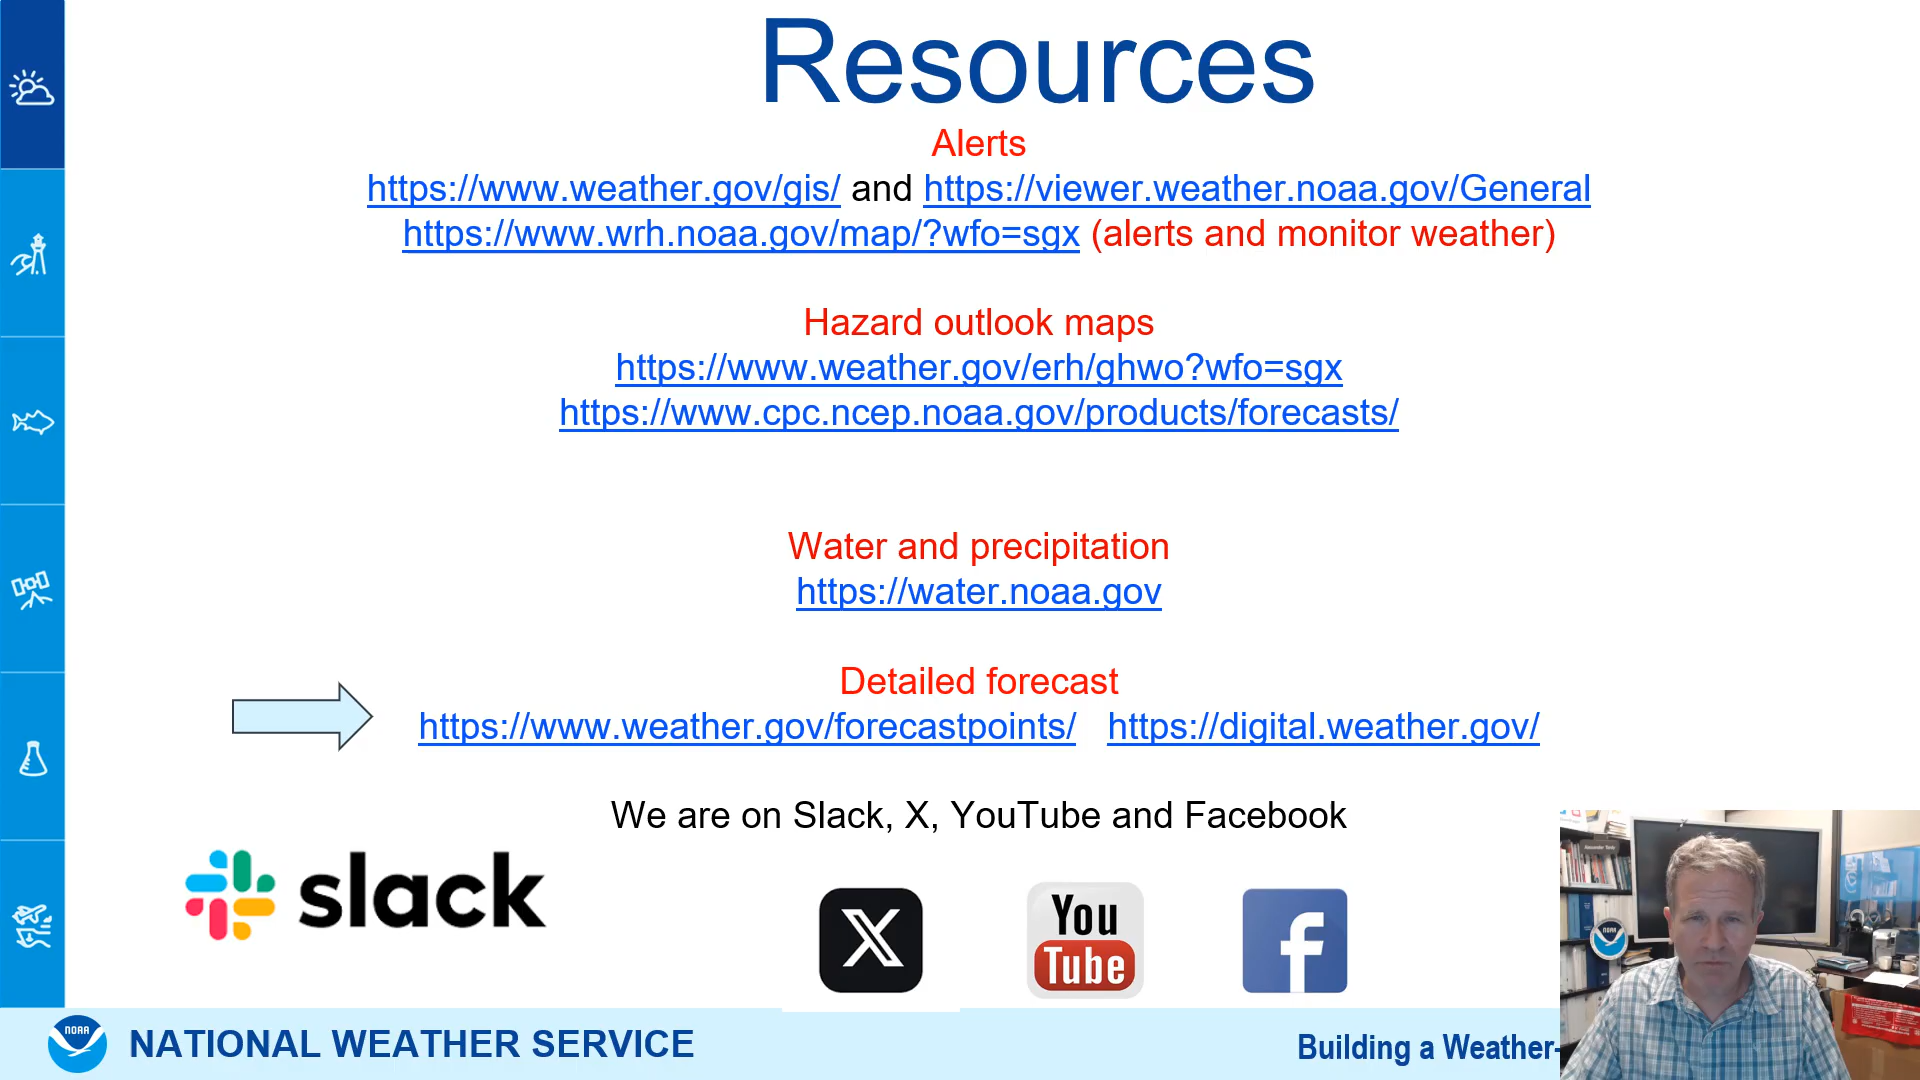 Resources
Alerts
https://www.weather.gov/gis/ and https://viewer.weather.noaa.gov/General
https://www.wrh.noaa.gov/map/?wfo=sgx (alerts and monitor weather)
Hazard outlook maps
https://www.weather.gov/erh/ghwo?wfo=sgx
https://www.cpc.ncep.noaa.gov/products/forecasts/
Water and precipitation
https://water.noaa.gov
Detailed forecast
https://www.weather.gov/forecastpoints/ https://digital.weather.gov/
We are on Slack, X, YouTube and Facebook
slack
X
You
Tube
f
NOAA
NOAA
NATIONAL WEATHER SERVICE
Building a Weather-